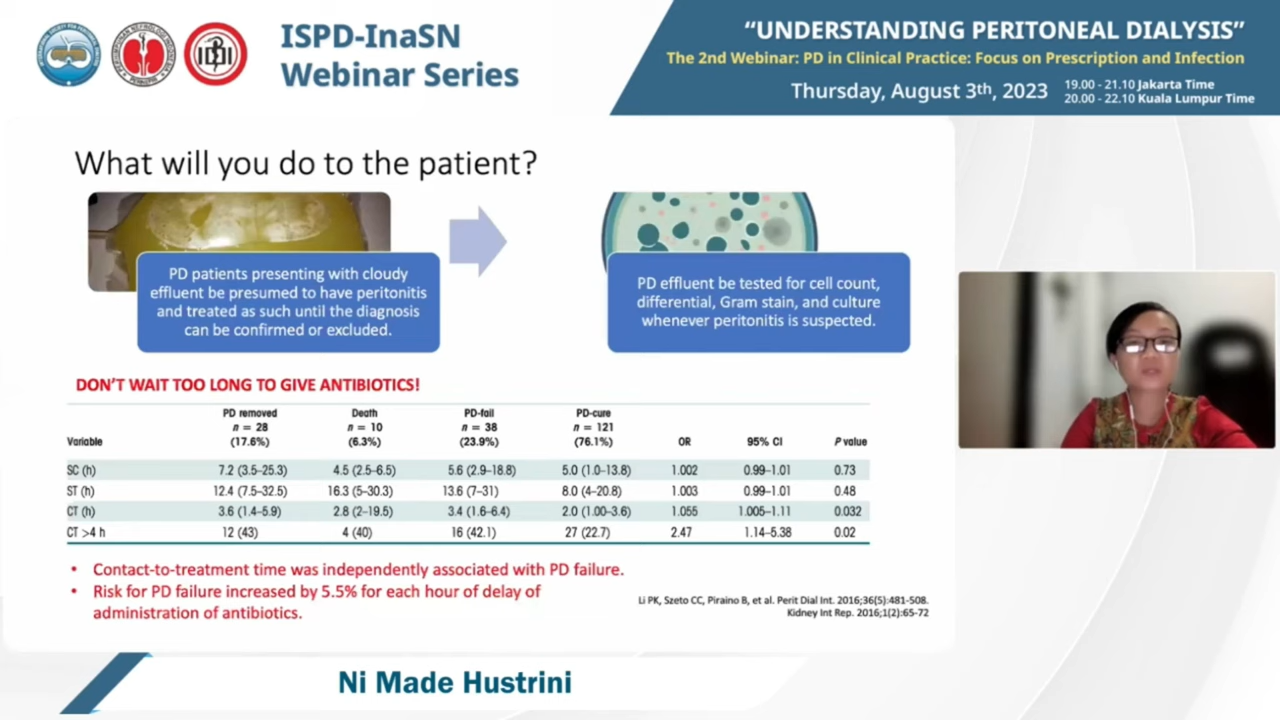 ISPD-InaSN
Webinar Series
“UNDERSTANDING PERITONEAL DIALYSIS”
The 2nd Webinar: PD in Clinical Practice: Focus on Prescription and Infection
Thursday, August 3th, 2023
19.00 - 21.10 Jakarta Time
20.00 - 22.10 Kuala Lumpur Time
What will you do to the patient?
PD patients presenting with cloudy
effluent be presumed to have peritonitis
and treated as such until the diagnosis
can be confirmed or excluded.
PD effluent be tested for cell count,
differential, Gram stain, and culture
whenever peritonitis is suspected.
DON’T WAIT TOO LONG TO GIVE ANTIBIOTICS!
PD removed Death PD-fail PD-cure
n = 28 n = 10 n = 38 n = 121
Variable (17.6%) (6.3%) (23.9%) (76.1%) OR 95% CI P value
SC (h) 7.2 (3.5–25.3) 4.5 (2.5–6.5) 5.6 (2.9–18.8) 5.0 (1.0–13.8) 1.002 0.99–1.01 0.73
ST (h) 12.4 (7.5–32.5) 16.3 (5–30.3) 13.6 (7–31) 8.0 (4–20.8) 1.003 0.99–1.01 0.48
CT (h) 3.6 (1.4–5.9) 2.8 (2–19.5) 3.4 (1.6–6.4) 2.0 (1.00–3.6) 1.055 1.005–1.11 0.032
CT >4 h 12 (43) 4 (40) 16 (42.1) 27 (22.7) 2.47 1.14–5.38 0.02
• Contact-to-treatment time was independently associated with PD failure.
• Risk for PD failure increased by 5.5% for each hour of delay of
administration of antibiotics.
Li PK, Szeto CC, Piraino B, et al. Perit Dial Int. 2016;36(5):481-508.
Kidney Int Rep. 2016;1(2):65-72
Ni Made Hustrini